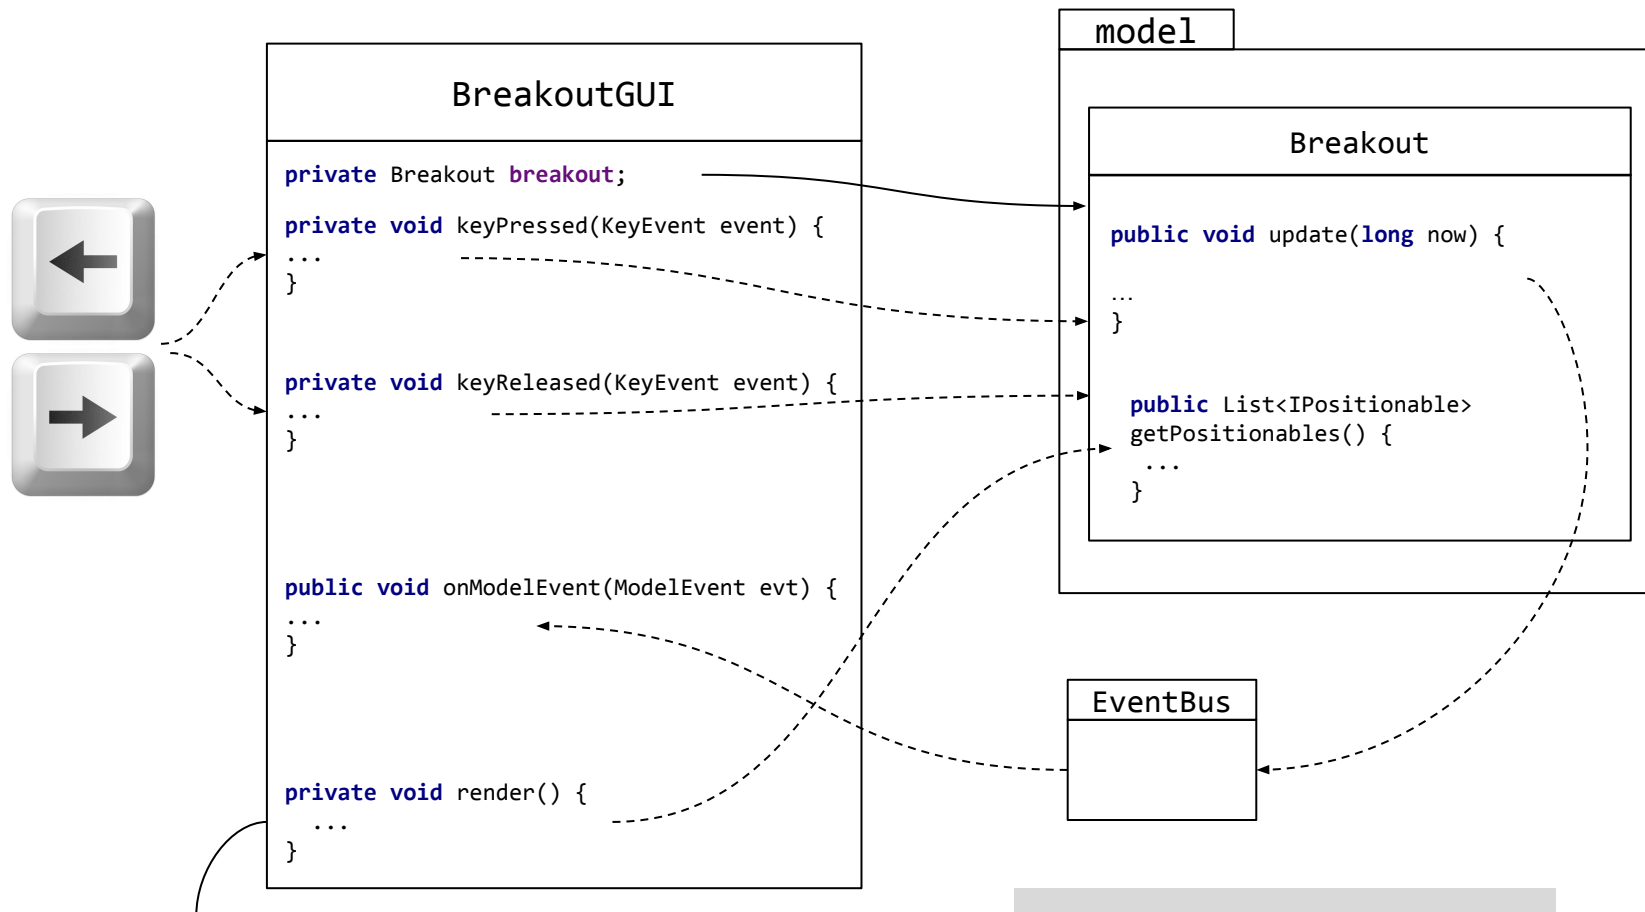 model
BreakoutGUI
Breakout
private Breakout breakout;
private void keyPressed(KeyEvent event) {
...
}
private void keyReleased(KeyEvent event) {
...
}
public void onModelEvent(ModelEvent evt) {
...
}
private void render() {
...
}
public void update(long now) {
…
}
public List<IPositionable>
getPositionables() {
...
}
EventBus